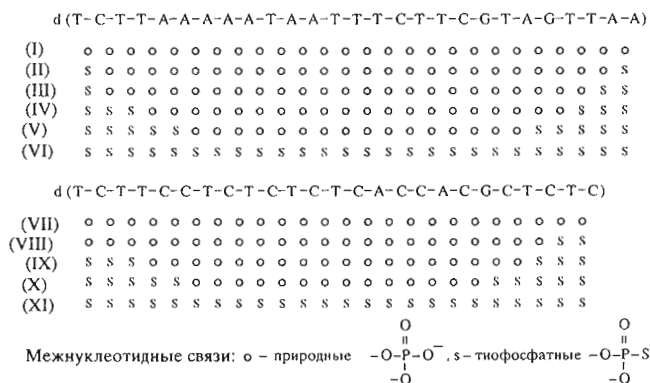 d (T–C–T–T–A–A–A–A–A–T–A–A–T–T–T–C–T–T–C–G–T–A–G–T–T–A–A)
(I) o o o o o o o o o o o o o o o o o o o o o o o o o o
(II) s o o o o o o o o o o o o o o o o o o o o o o o o s
(III) s o o o o o o o o o o o o o o o o o o o o o o o s s
(IV) s s s o o o o o o o o o o o o o o o o o o o o s s s
(V) s s s s s o o o o o o o o o o o o o o o o s s s s s
(VI) s s s s s s s s s s s s s s s s s s s s s s s s s s
d (T–C–T–T–C–C–T–C–T–C–T–C–T–C–A–C–C–A–C–G–C–T–C–T–C)
(VII) o o o o o o o o o o o o o o o o o o o o o o o o
(VIII) o o o o o o o o o o o o o o o o o o o o o o s s
(IX) s s s o o o o o o o o o o o o o o o o o o s s s
(X) s s s s s o o o o o o o o o o o o o o s s s s s
(XI) s s s s s s s s s s s s s s s s s s s s s s s s
O O
Межнуклеотидные связи: o – природные –O–P–O⁻, s – тиофосфатные –O–P–S
O– O–